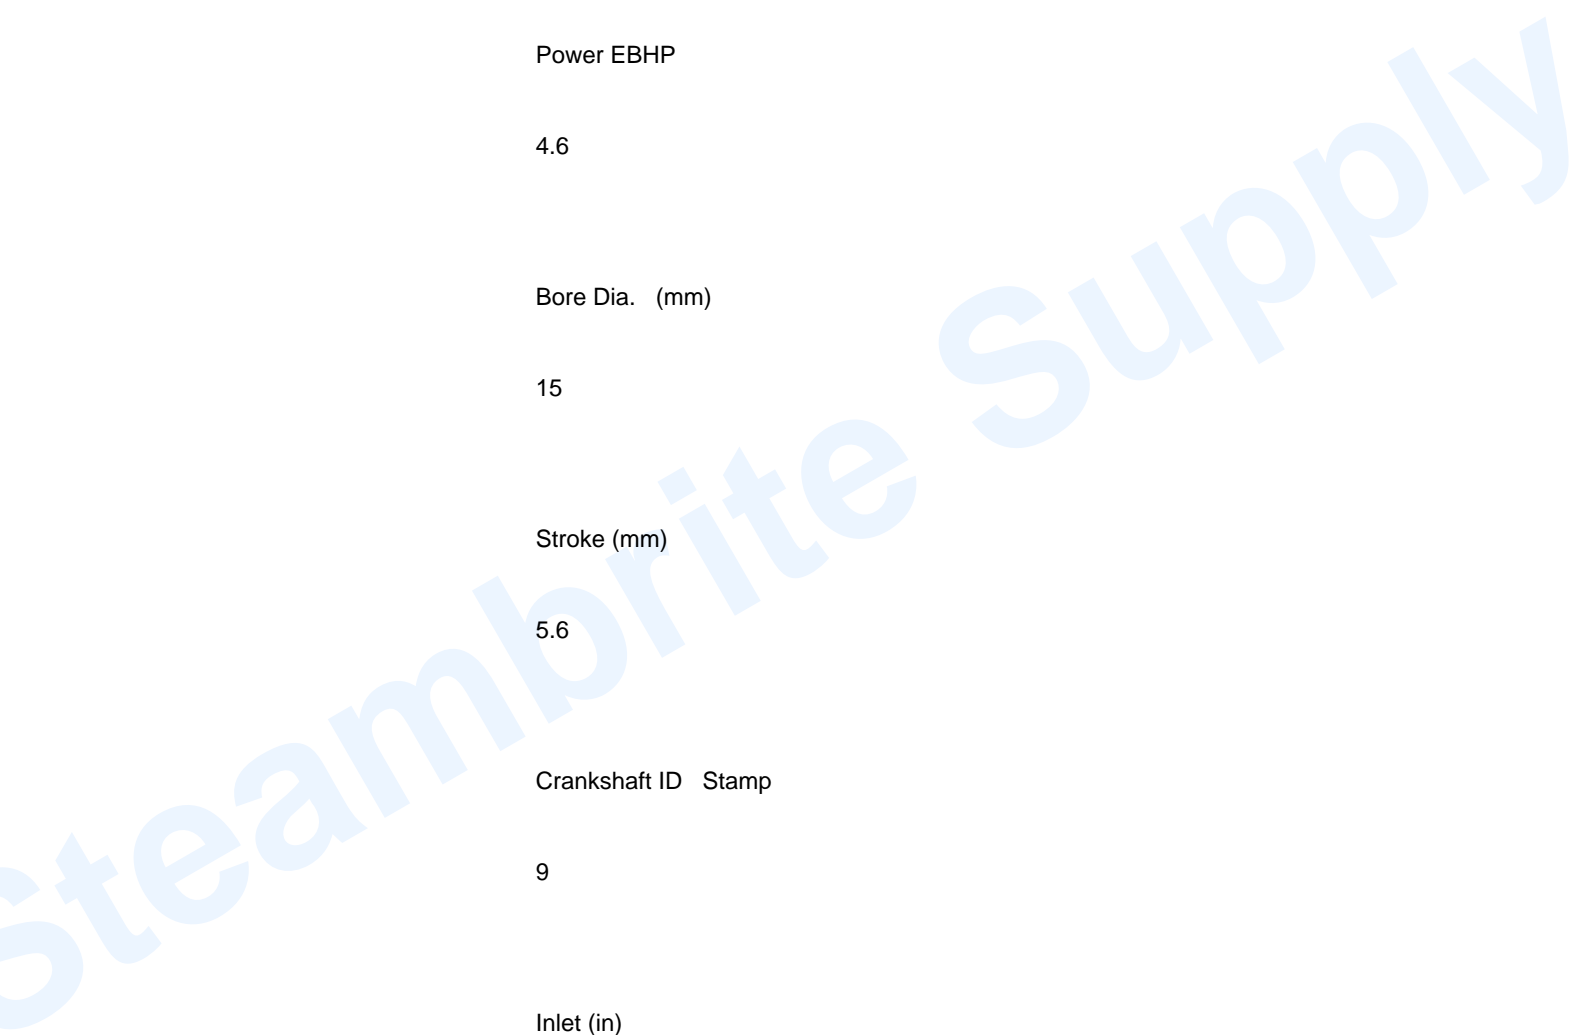 Power EBHP
4.6
Bore Dia.   (mm)
15
Stroke (mm)
5.6
Crankshaft ID   Stamp
9
Inlet (in)
Steambrite Supply